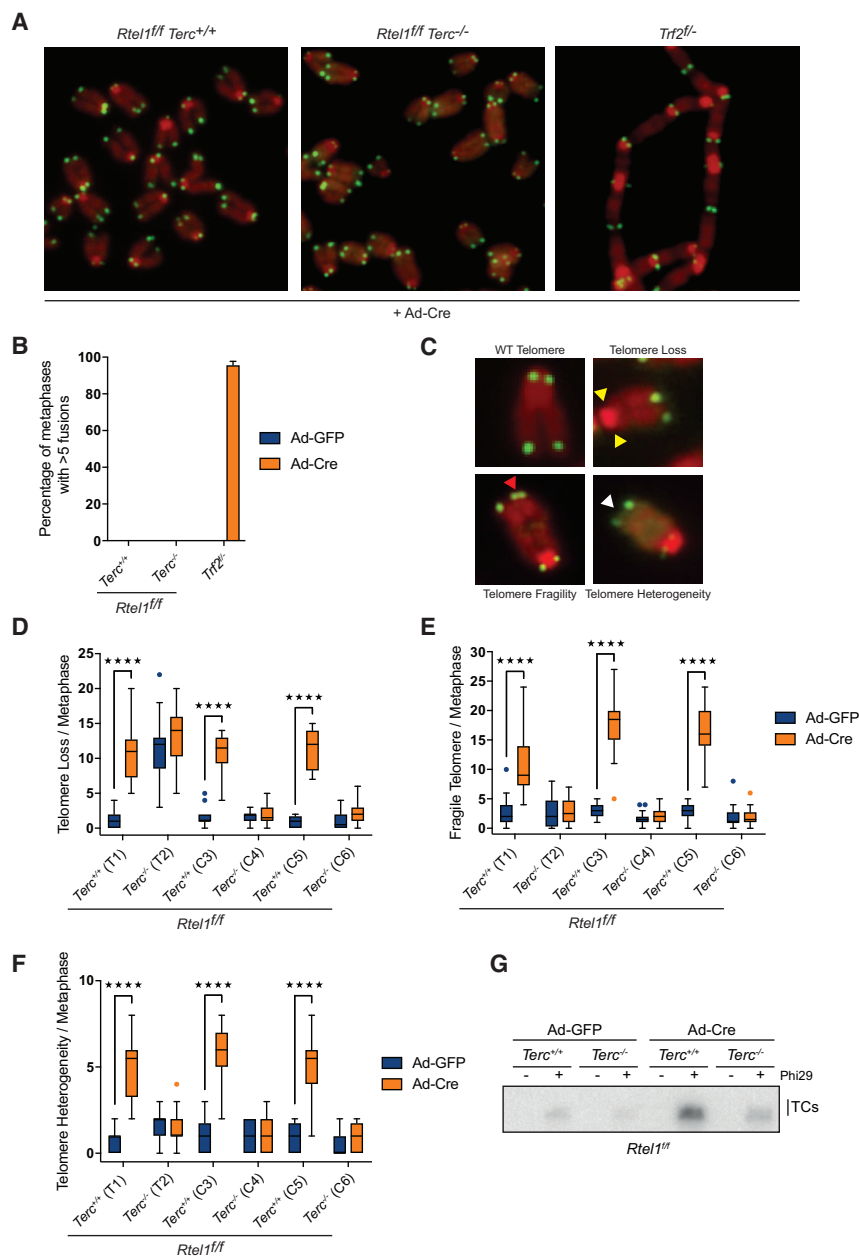 A
Rtel1f/f Terc+/+
Rtel1f/f Terc-/-
Trf2f/-
+ Ad-Cre
B
Percentage of metaphases
with >5 fusions
100
80
60
40
20
0
Terc+/+
Terc-/-
Trf2f/-
Rtel1f/f
Ad-GFP
Ad-Cre
C
WT Telomere
Telomere Loss
Telomere Fragility
Telomere Heterogeneity
D
Telomere Loss / Metaphase
25
20
15
10
5
0
★★★★
★★★★
★★★★
Terc+/+ (T1)
Terc-/- (T2)
Terc+/+ (C3)
Terc-/- (C4)
Terc+/+ (C5)
Terc-/- (C6)
Rtel1f/f
E
Fragile Telomere / Metaphase
30
25
20
15
10
5
0
★★★★
★★★★
★★★★
Terc+/+ (T1)
Terc-/- (T2)
Terc+/+ (C3)
Terc-/- (C4)
Terc+/+ (C5)
Terc-/- (C6)
Rtel1f/f
Ad-GFP
Ad-Cre
F
Telomere Heterogeneity / Metaphase
10
5
0
★★★★
★★★★
★★★★
Terc+/+ (T1)
Terc-/- (T2)
Terc+/+ (C3)
Terc-/- (C4)
Terc+/+ (C5)
Terc-/- (C6)
Rtel1f/f
Ad-GFP
Ad-Cre
G
Ad-GFP Ad-Cre
Terc+/+ Terc-/- Terc+/+ Terc-/-
- + - + - + - + Phi29
|TCs
Rtel1f/f